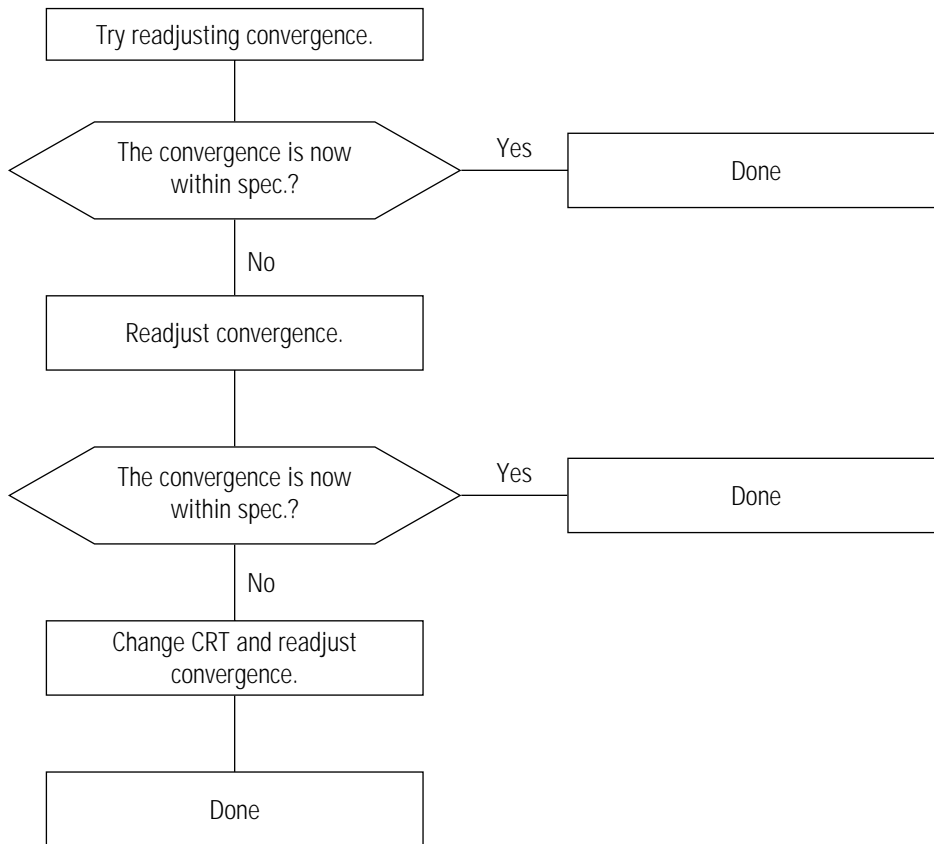 Try readjusting convergence.
The convergence is now
within spec.?
Yes
Done
No
Readjust convergence.
The convergence is now
within spec.?
Yes
Done
No
Change CRT and readjust
convergence.
Done